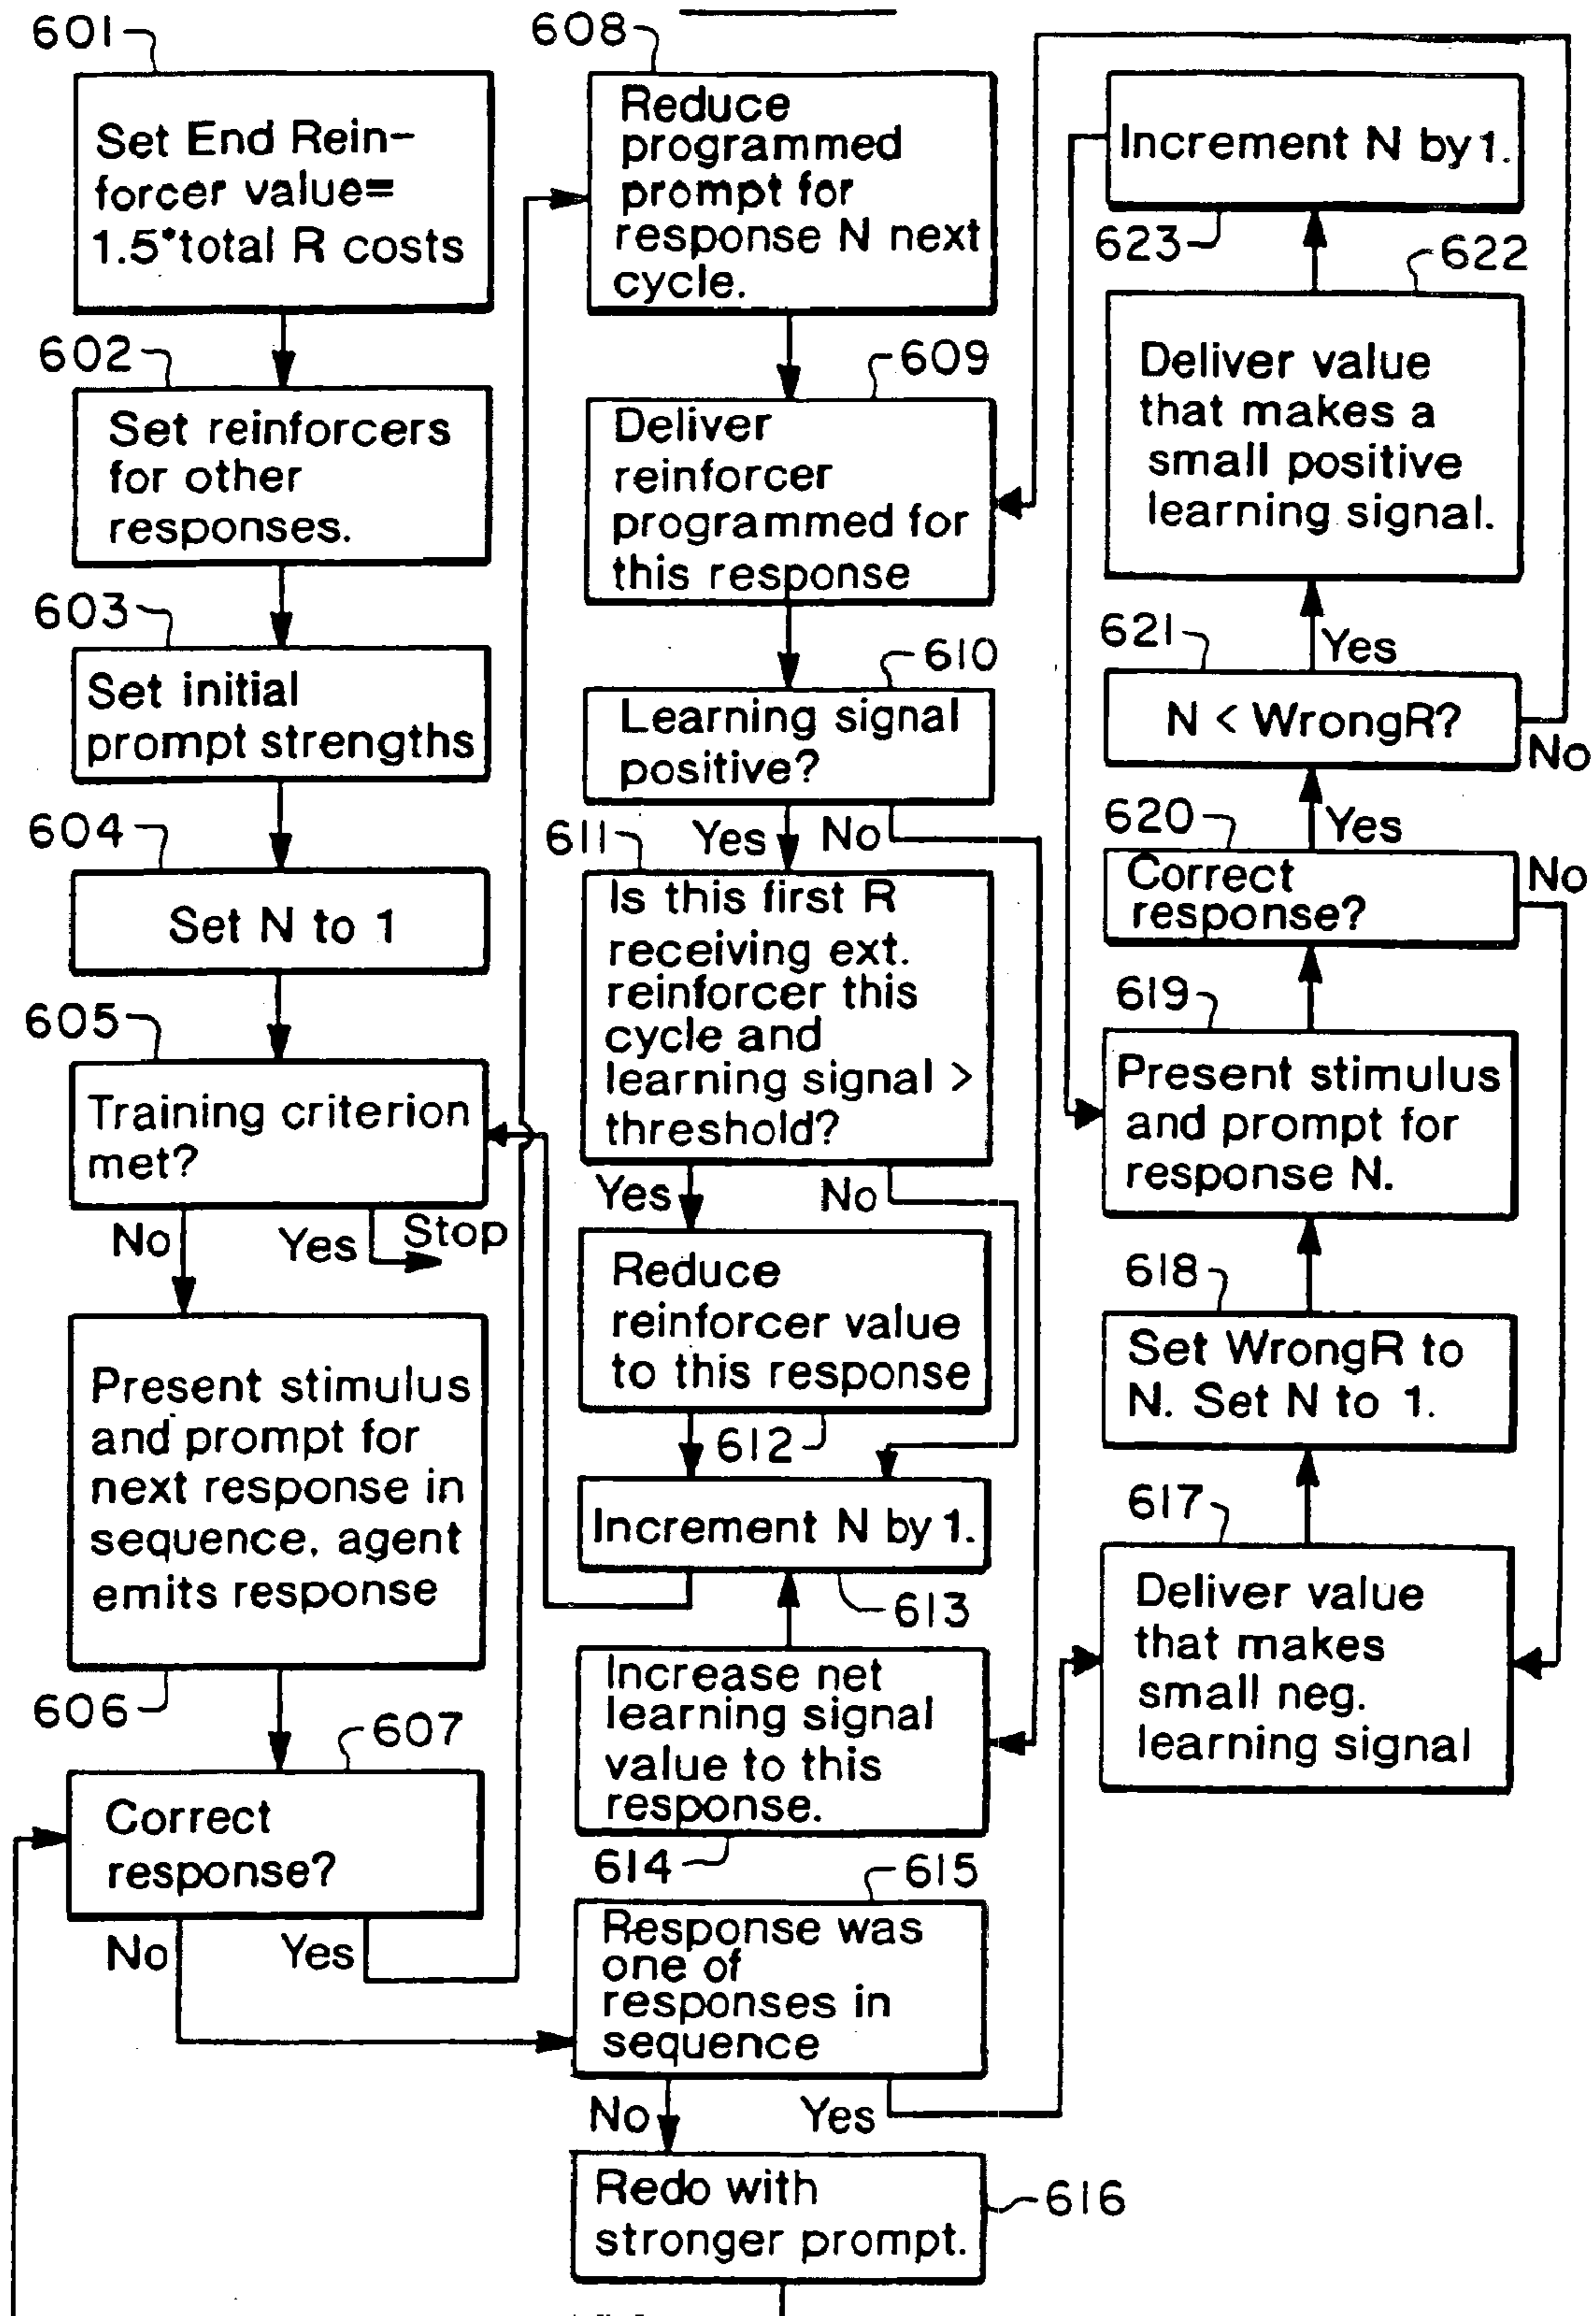 601
Set End Rein-
forcer value=
1.5*total R costs
602
Set reinforcers
for other
responses.
603
Set initial
prompt strengths
604
Set N to 1
605
Training criterion
met?
No
Yes
Stop
Present stimulus
and prompt for
next response in
sequence, agent
emits response
606
607
Correct
response?
No
Yes
608
Reduce
programmed
prompt for
response N next
cycle.
609
Deliver
reinforcer
programmed for
this response
610
Learning signal
positive?
611
Yes
No
Is this first R
receiving ext.
reinforcer this
cycle and
learning signal >
threshold?
Yes
No
Reduce
reinforcer value
to this response
612
Increment N by 1.
613
Increase net
learning signal
value to this
response.
614
615
Response was
one of
responses in
sequence
No
Yes
Redo with
stronger prompt.
616
Increment N by 1.
623
622
Deliver value
that makes a
small positive
learning signal.
621
Yes
N < WrongR?
No
620
Yes
Correct
response?
No
619
Present stimulus
and prompt for
response N.
618
Set WrongR to
N. Set N to 1.
617
Deliver value
that makes
small neg.
learning signal